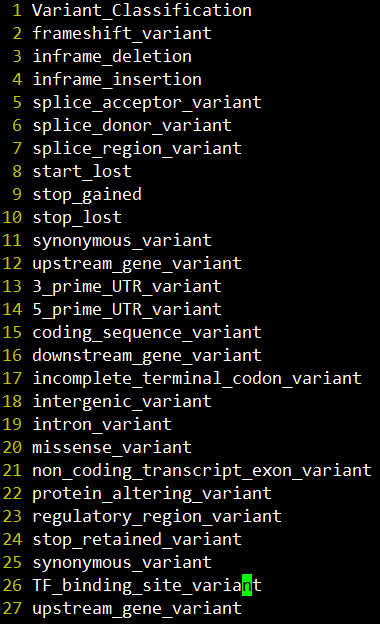 1 Variant_Classification
2 frameshift_variant
3 inframe_deletion
4 inframe_insertion
5 splice_acceptor_variant
6 splice_donor_variant
7 splice_region_variant
8 start_lost
9 stop_gained
10 stop_lost
11 synonymous_variant
12 upstream_gene_variant
13 3_prime_UTR_variant
14 5_prime_UTR_variant
15 coding_sequence_variant
16 downstream_gene_variant
17 incomplete_terminal_codon_variant
18 intergenic_variant
19 intron_variant
20 missense_variant
21 non_coding_transcript_exon_variant
22 protein_altering_variant
23 regulatory_region_variant
24 stop_retained_variant
25 synonymous_variant
26 TF_binding_site_variant
27 upstream_gene_variant